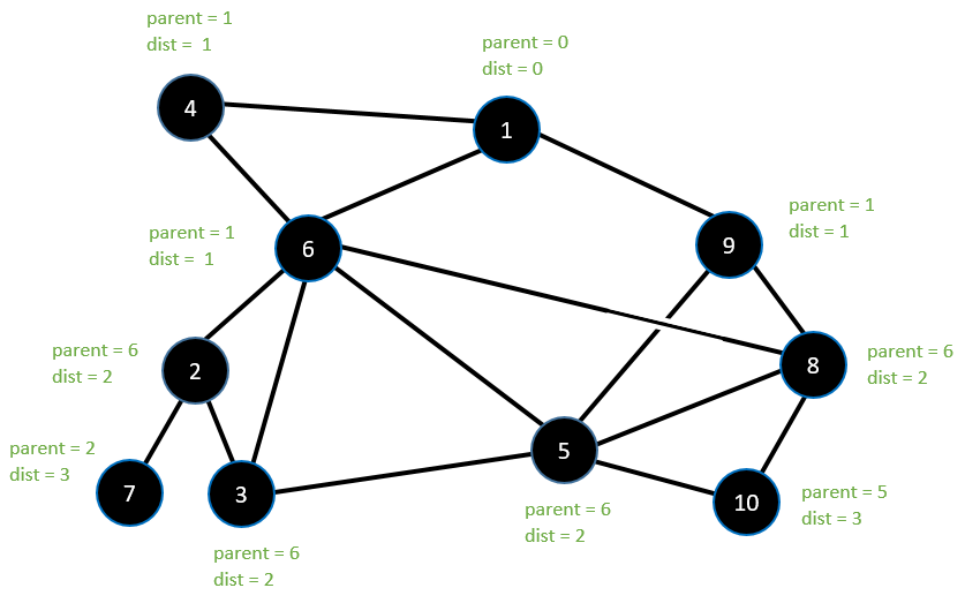 parent = 1
dist =  1
parent = 0
dist = 0
4
1
parent = 1
dist = 1
parent = 1
dist =  1
6
9
parent = 6
dist = 2
2
8
parent = 6
dist = 2
parent = 2
dist = 3
7
3
5
10
parent = 5
dist = 3
parent = 6
dist = 2
parent = 6
dist = 2